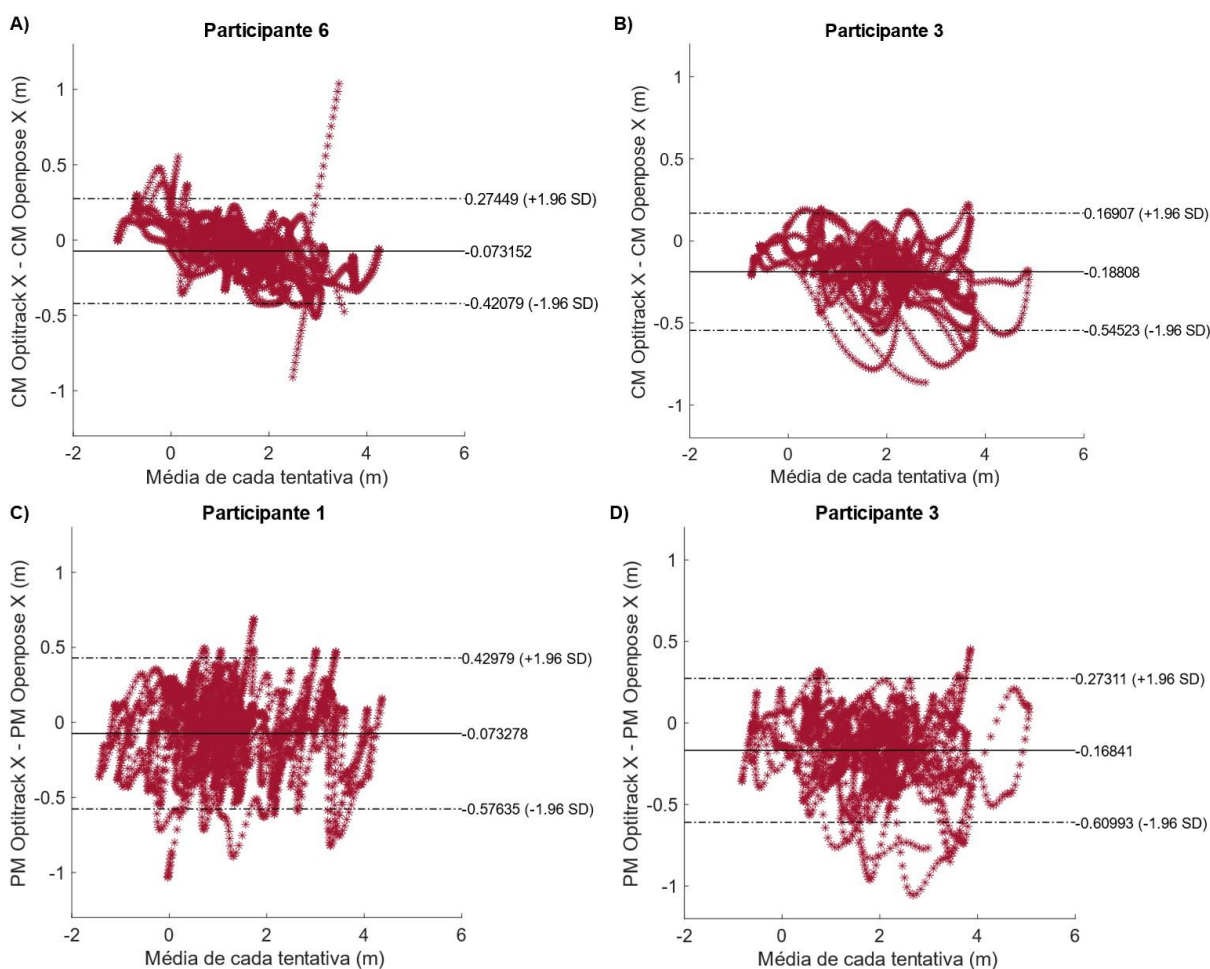 A)
Participante 6
CM Optitrack X - CM Openpose X (m)
1
0.5
0
-0.5
-1
0.27449 (+1.96 SD)
-0.073152
-0.42079 (-1.96 SD)
-2
0
2
4
6
Média de cada tentativa (m)
B)
Participante 3
CM Optitrack X - CM Openpose X (m)
1
0.5
0
-0.5
-1
0.16907 (+1.96 SD)
-0.18808
-0.54523 (-1.96 SD)
-2
0
2
4
6
Média de cada tentativa (m)
C)
Participante 1
PM Optitrack X - PM Openpose X (m)
1
0.5
0
-0.5
-1
0.42979 (+1.96 SD)
-0.073278
-0.57635 (-1.96 SD)
-2
0
2
4
6
Média de cada tentativa (m)
D)
Participante 3
PM Optitrack X - PM Openpose X (m)
1
0.5
0
-0.5
-1
0.27311 (+1.96 SD)
-0.16841
-0.60993 (-1.96 SD)
-2
0
2
4
6
Média de cada tentativa (m)